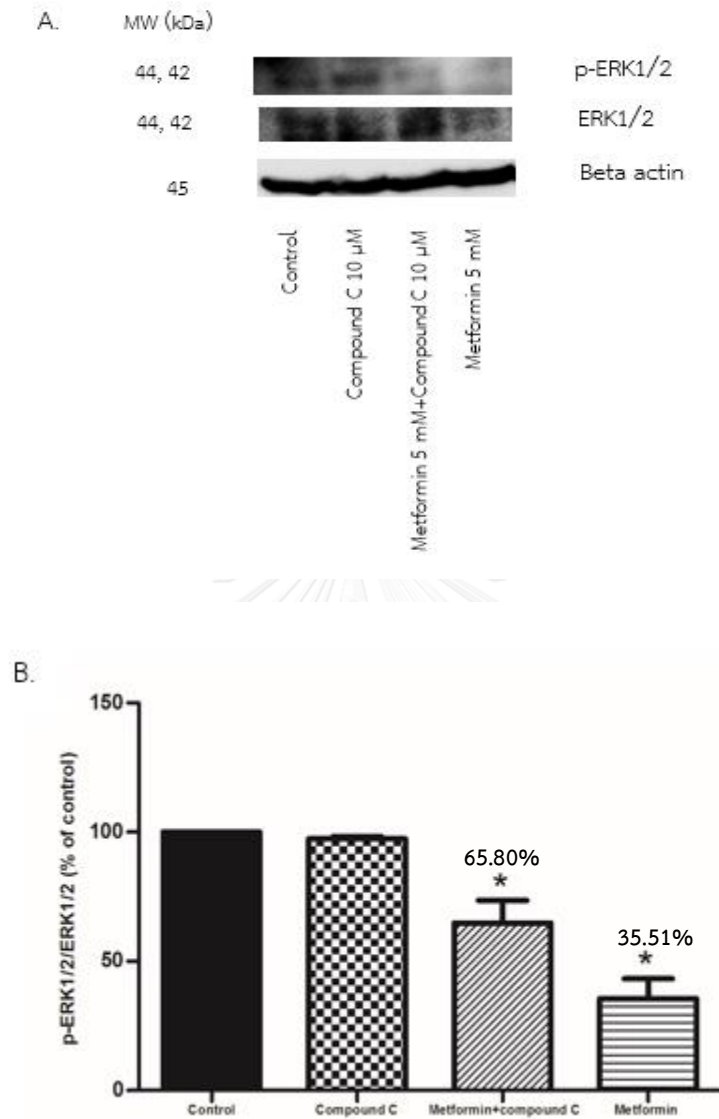 A.
MW (kDa)
44, 42
p-ERK1/2
44, 42
ERK1/2
45
Beta actin
Control
Compound C 10 µM
Metformin 5 mM+Compound C 10 µM
Metformin 5 mM
B.
p-ERK1/2/ERK1/2 (% of control)
150
100
50
0
65.80%
*
35.51%
*
Control
Compound C
Metformin+compound C
Metformin